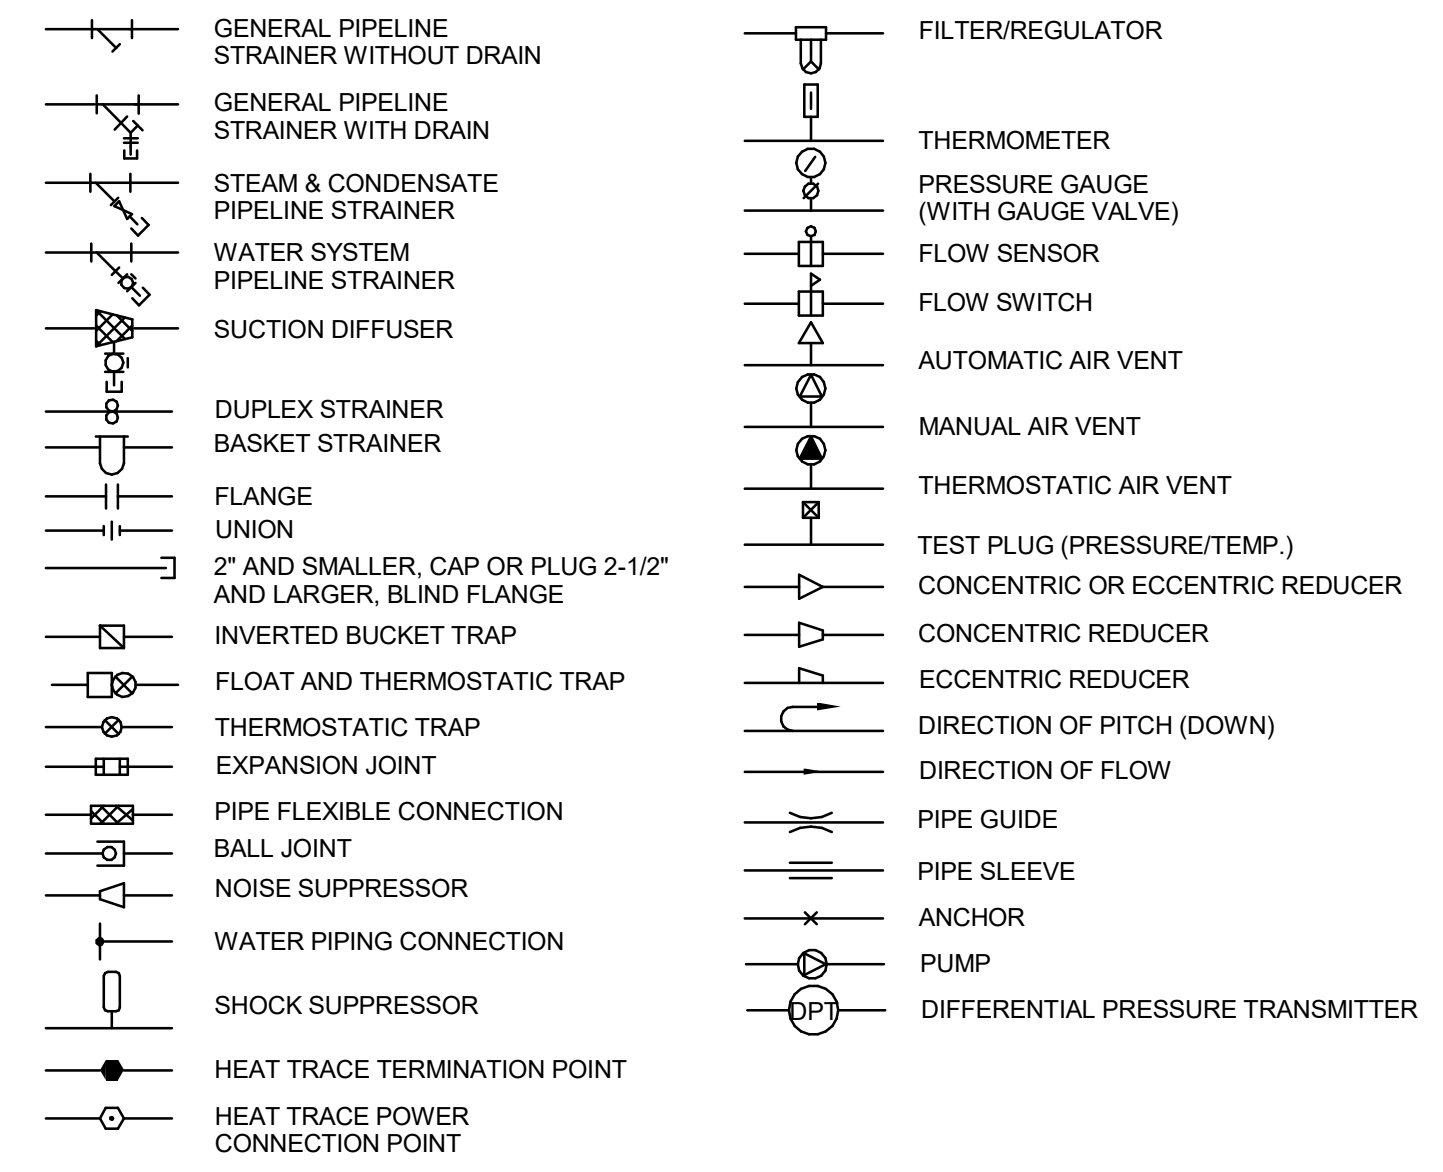 GENERAL PIPELINE
STRAINER WITHOUT DRAIN
GENERAL PIPELINE
STRAINER WITH DRAIN
STEAM & CONDENSATE
PIPELINE STRAINER
WATER SYSTEM
PIPELINE STRAINER
SUCTION DIFFUSER
DUPLEX STRAINER
BASKET STRAINER
FLANGE
UNION
2" AND SMALLER, CAP OR PLUG 2-1/2"
AND LARGER, BLIND FLANGE
INVERTED BUCKET TRAP
FLOAT AND THERMOSTATIC TRAP
THERMOSTATIC TRAP
EXPANSION JOINT
PIPE FLEXIBLE CONNECTION
BALL JOINT
NOISE SUPPRESSOR
WATER PIPING CONNECTION
SHOCK SUPPRESSOR
HEAT TRACE TERMINATION POINT
HEAT TRACE POWER
CONNECTION POINT
FILTER/REGULATOR
THERMOMETER
PRESSURE GAUGE
(WITH GAUGE VALVE)
FLOW SENSOR
FLOW SWITCH
AUTOMATIC AIR VENT
MANUAL AIR VENT
THERMOSTATIC AIR VENT
TEST PLUG (PRESSURE/TEMP.)
CONCENTRIC OR ECCENTRIC REDUCER
CONCENTRIC REDUCER
ECCENTRIC REDUCER
DIRECTION OF PITCH (DOWN)
DIRECTION OF FLOW
PIPE GUIDE
PIPE SLEEVE
ANCHOR
PUMP
DPT DIFFERENTIAL PRESSURE TRANSMITTER